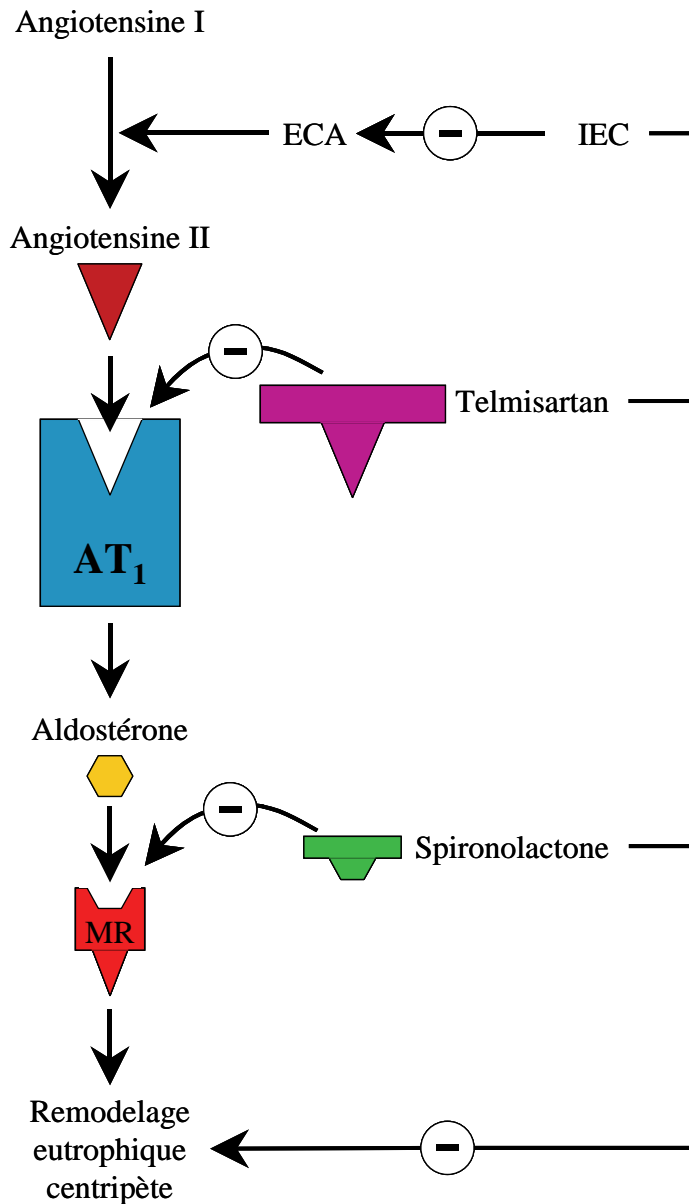 Angiotensine I
ECA
−
IEC
Angiotensine II
−
Telmisartan
AT₁
Aldostérone
−
Spironolactone
MR
Remodelage
eutrophique
centripète
−